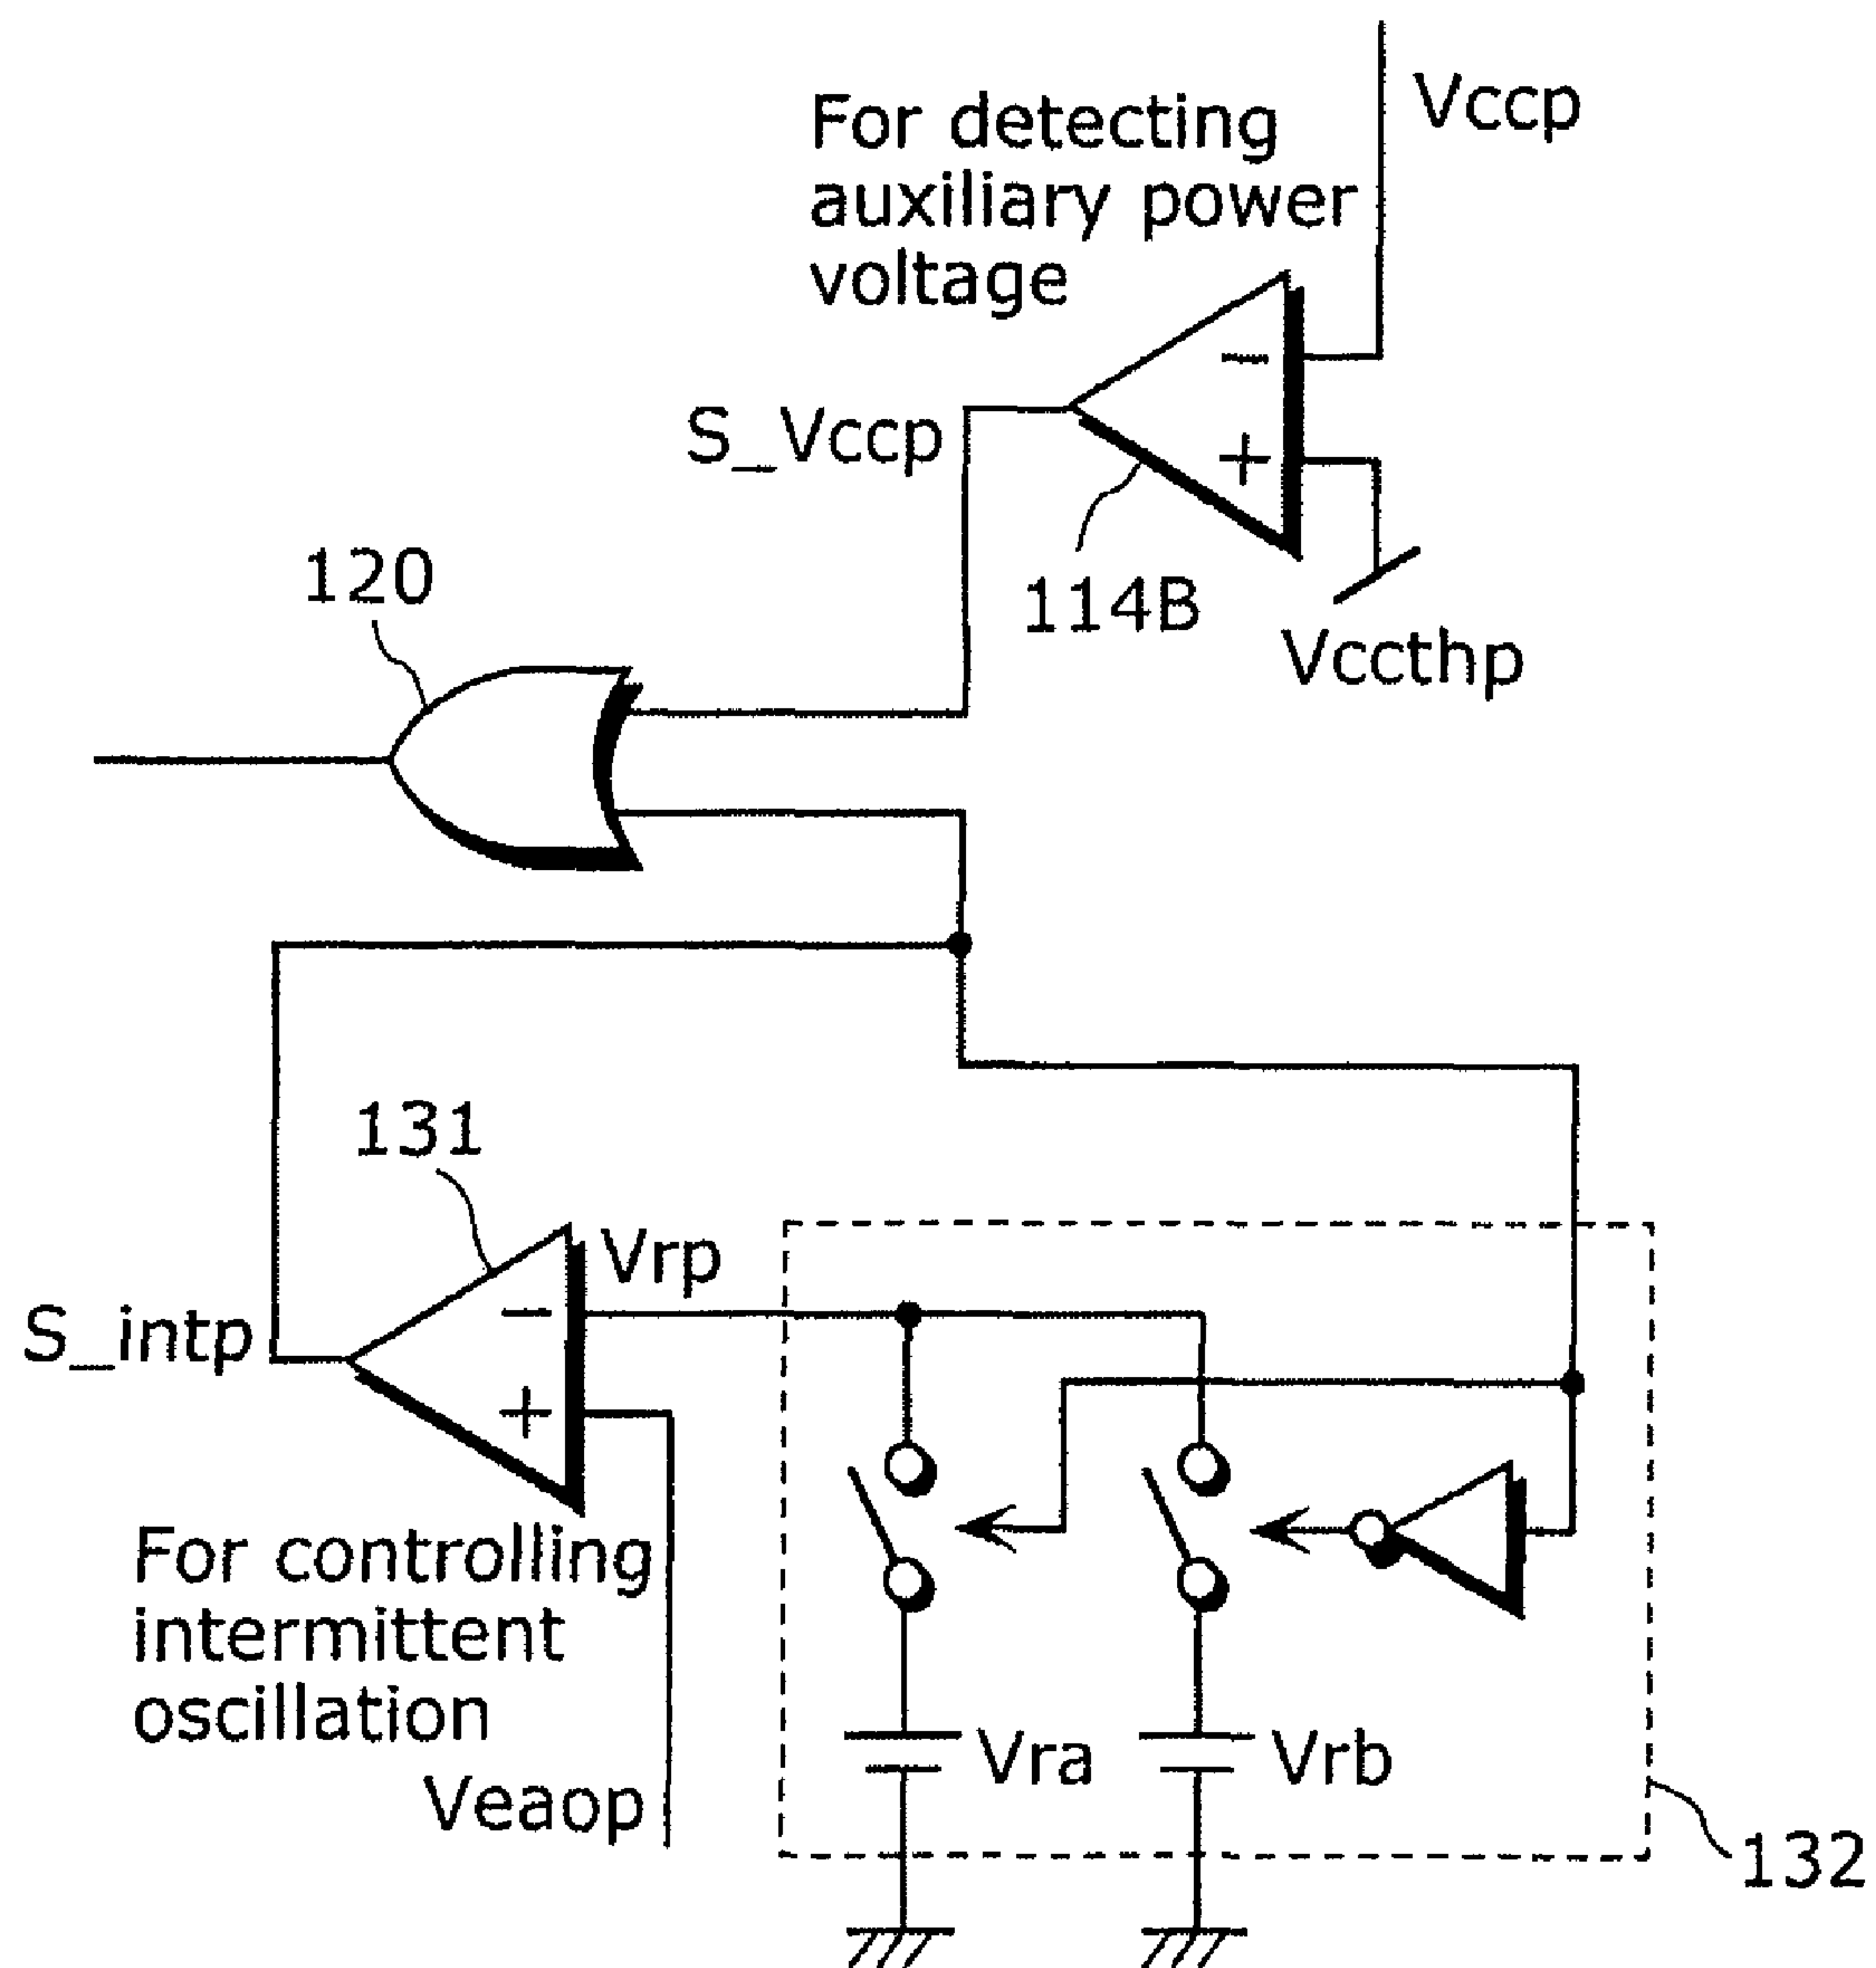 Vccp
For detecting
auxiliary power
voltage
−
S_Vccp
+
120
114B
Vccthp
131
Vrp
−
S_intp
+
For controlling
intermittent
oscillation
Vra
Vrb
Veaop
132